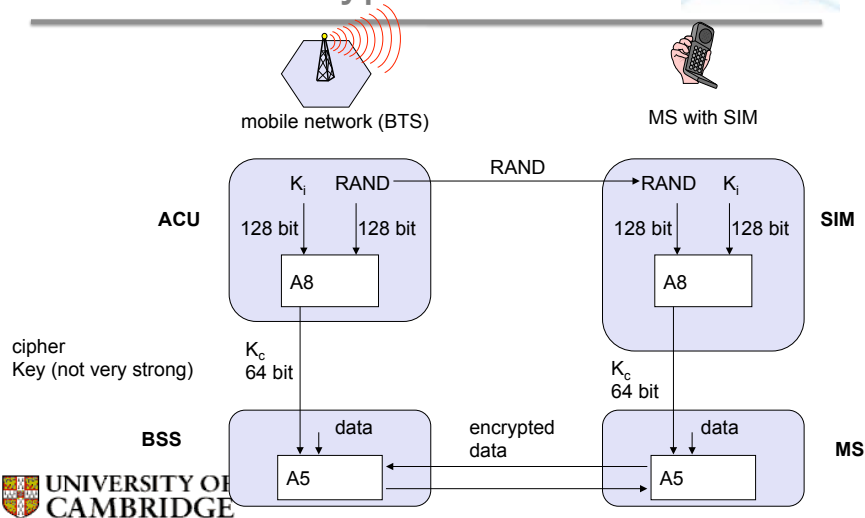 mobile network (BTS)
MS with SIM
RAND
Ki RAND
RAND Ki
ACU
SIM
128 bit 128 bit
128 bit 128 bit
A8
A8
cipher
Key (not very strong)
Kc
64 bit
Kc
64 bit
BSS
data
encrypted
data
data
MS
A5
A5
UNIVERSITY OF
CAMBRIDGE